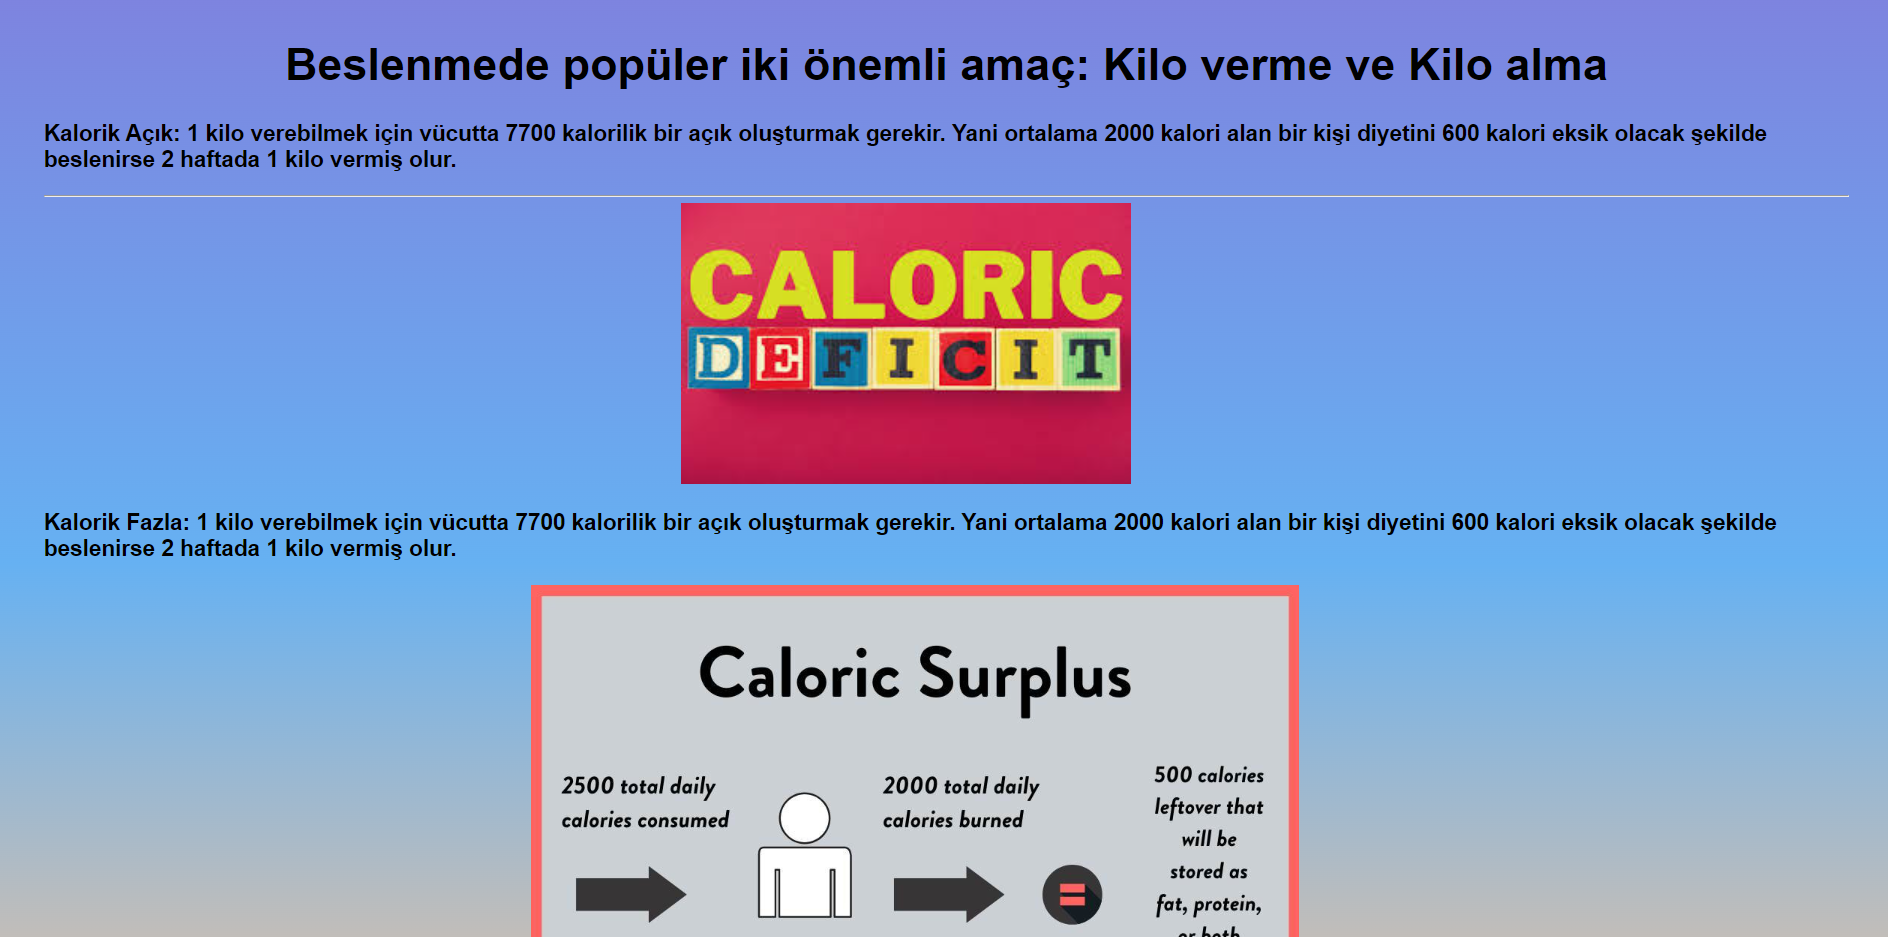 Beslenmede popüler iki önemli amaç: Kilo verme ve Kilo alma
Kalorik Açık: 1 kilo verebilmek için vücutta 7700 kalorilik bir açık oluşturmak gerekir. Yani ortalama 2000 kalori alan bir kişi diyetini 600 kalori eksik olacak şekilde
beslenirse 2 haftada 1 kilo vermiş olur.
CALORIC
DEFICIT
Kalorik Fazla: 1 kilo verebilmek için vücutta 7700 kalorilik bir açık oluşturmak gerekir. Yani ortalama 2000 kalori alan bir kişi diyetini 600 kalori eksik olacak şekilde
beslenirse 2 haftada 1 kilo vermiş olur.
Caloric Surplus
2500 total daily
calories consumed
2000 total daily
calories burned
500 calories
leftover that
will be
stored as
fat, protein,
or both